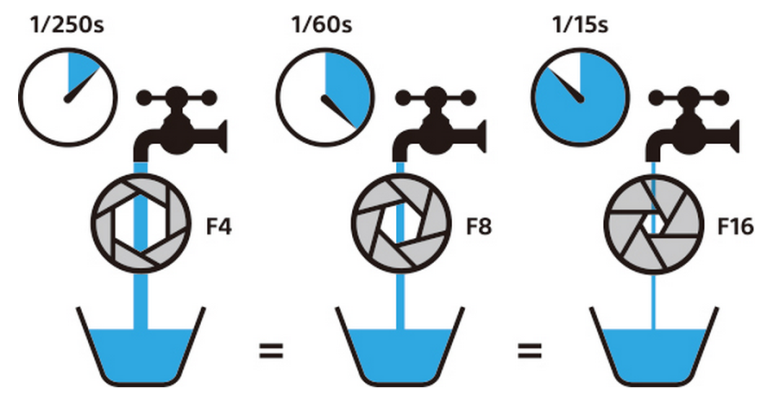 1/250s 1/60s 1/15s
F4 F8 F16
= =